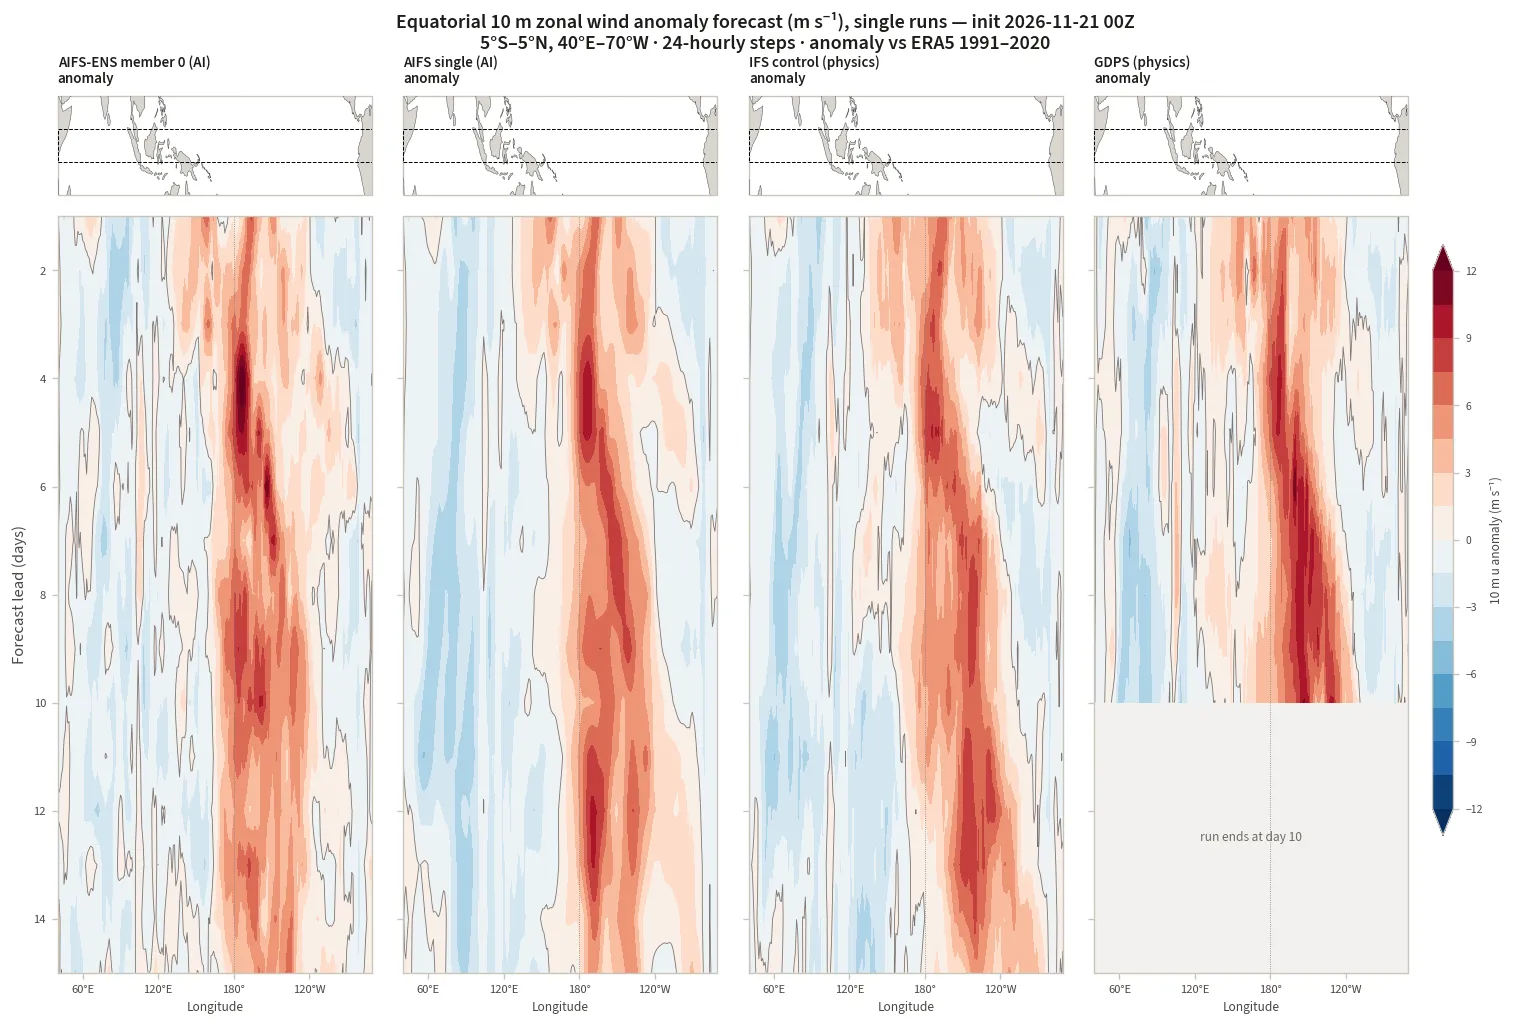 Equatorial 10 m zonal wind anomaly forecast (m s⁻¹), single runs — init 2026-11-21 00Z
5°S–5°N, 40°E–70°W · 24-hourly steps · anomaly vs ERA5 1991–2020
AIFS-ENS member 0 (AI)
anomaly
AIFS single (AI)
anomaly
IFS control (physics)
anomaly
GDPS (physics)
anomaly
Forecast lead (days)
2
4
6
8
10
12
14
run ends at day 10
60°E 120°E 180° 120°W
Longitude
60°E 120°E 180° 120°W
Longitude
60°E 120°E 180° 120°W
Longitude
60°E 120°E 180° 120°W
Longitude
12
9
6
3
0
−3
−6
−9
−12
10 m u anomaly (m s⁻¹)